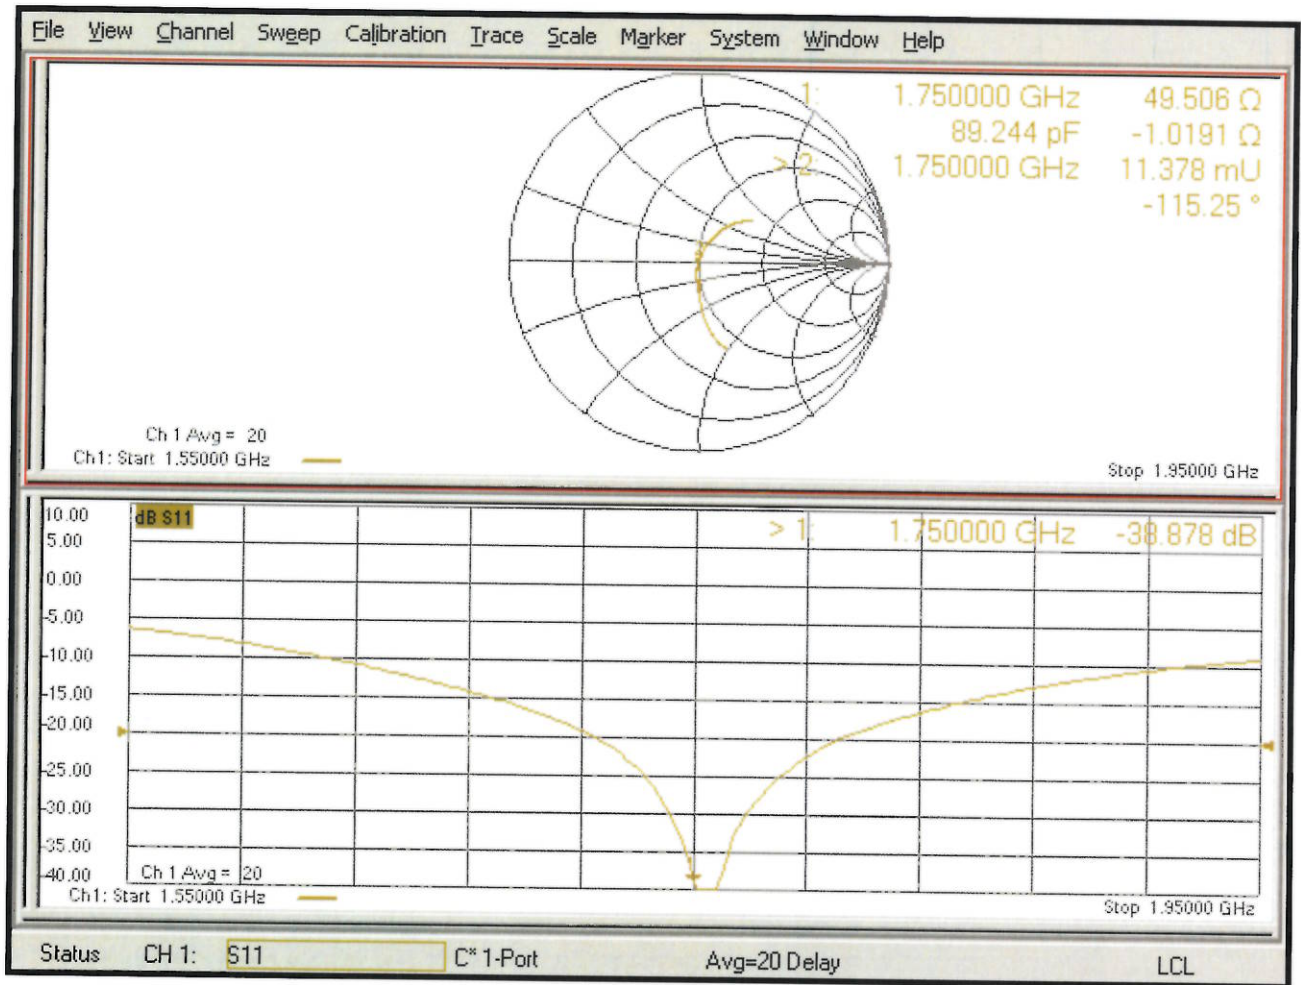 File View Channel Sweep Calibration Trace Scale Marker System Window Help
1: 1.750000 GHz 49.506 Ω
89.244 pF -1.0191 Ω
> 2: 1.750000 GHz 11.378 mU
-115.25 °
Ch 1 Avg = 20
Ch1: Start 1.55000 GHz
Stop 1.95000 GHz
10.00
dB S11
> 1: 1.750000 GHz -38.878 dB
5.00
0.00
-5.00
-10.00
-15.00
-20.00
-25.00
-30.00
-35.00
-40.00
Ch 1 Avg = 20
Ch1: Start 1.55000 GHz
Stop 1.95000 GHz
Status CH 1: S11 C* 1-Port Avg=20 Delay LCL